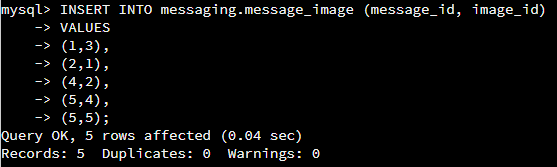 mysql> INSERT INTO messaging.message_image (message_id, image_id)
    -> VALUES
    -> (1,3),
    -> (2,1),
    -> (4,2),
    -> (5,4),
    -> (5,5);
Query OK, 5 rows affected (0.04 sec)
Records: 5  Duplicates: 0  Warnings: 0